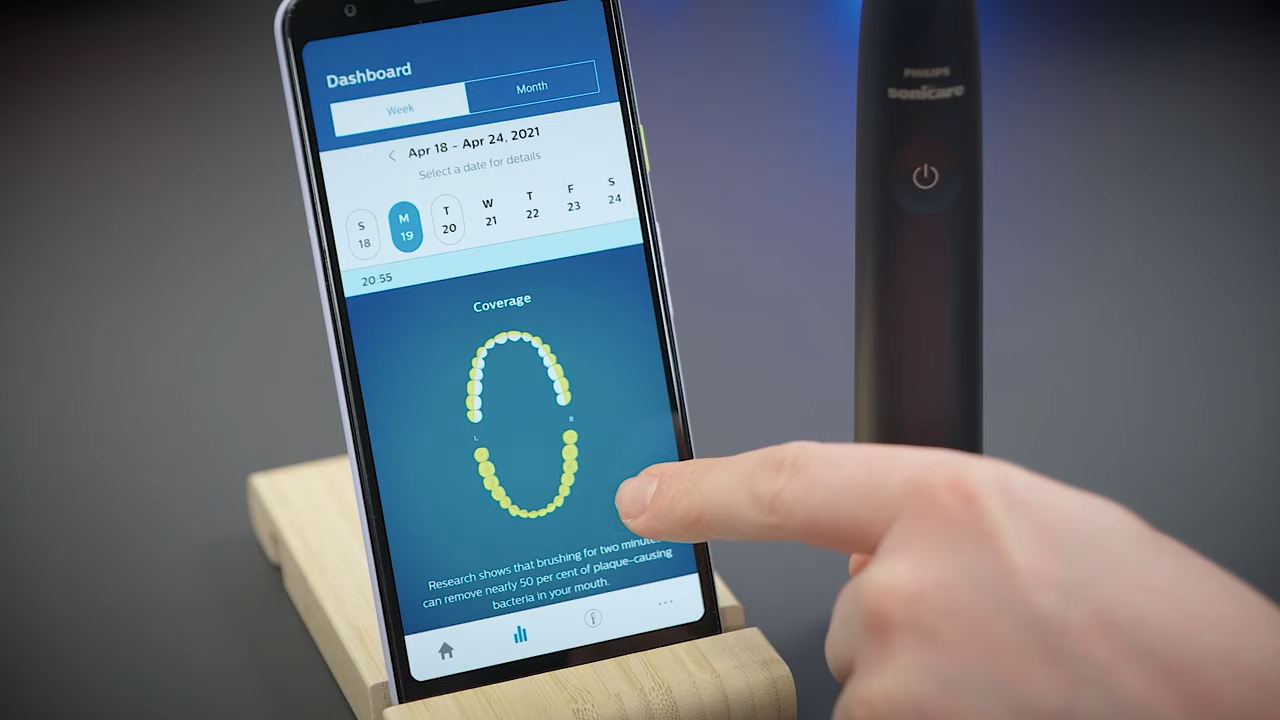 Dashboard
Week Month
Apr 18 - Apr 24, 2021
Select a date for details
S M T W T F S
18 19 20 21 22 23 24
20:55
Coverage
L R
Research shows that brushing for two minutes
can remove nearly 50 per cent of plaque-causing
bacteria in your mouth.
PHILIPS
sonicare